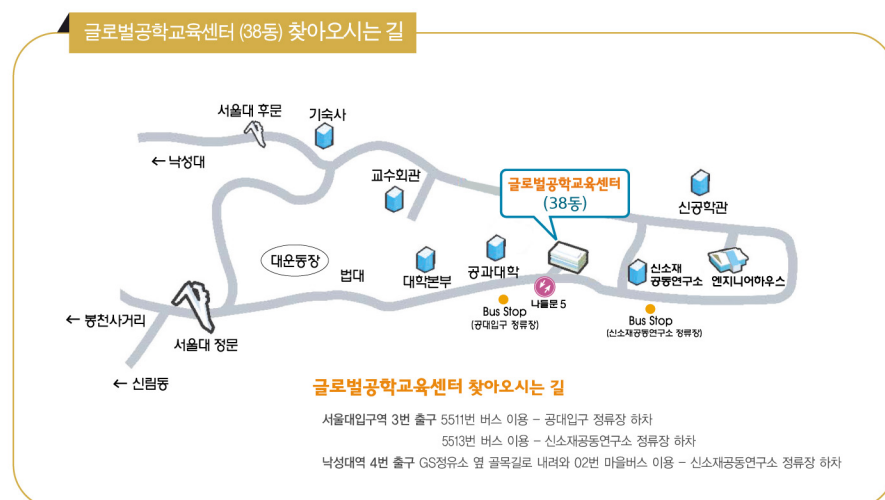 글로벌공학교육센터 (38동) 찾아오시는 길
서울대 후문
기숙사
← 낙성대
교수회관
글로벌공학교육센터
(38동)
신공학관
대운동장
법대
대학본부
공과대학
신소재
공동연구소
엔지니어하우스
나들문 5
Bus Stop
(공대입구 정류장)
Bus Stop
(신소재공동연구소 정류장)
← 봉천사거리
서울대 정문
← 신림동
글로벌공학교육센터 찾아오시는 길
서울대입구역 3번 출구 5511번 버스 이용 – 공대입구 정류장 하차
5513번 버스 이용 – 신소재공동연구소 정류장 하차
낙성대역 4번 출구 GS정유소 옆 골목길로 내려와 02번 마을버스 이용 – 신소재공동연구소 정류장 하차